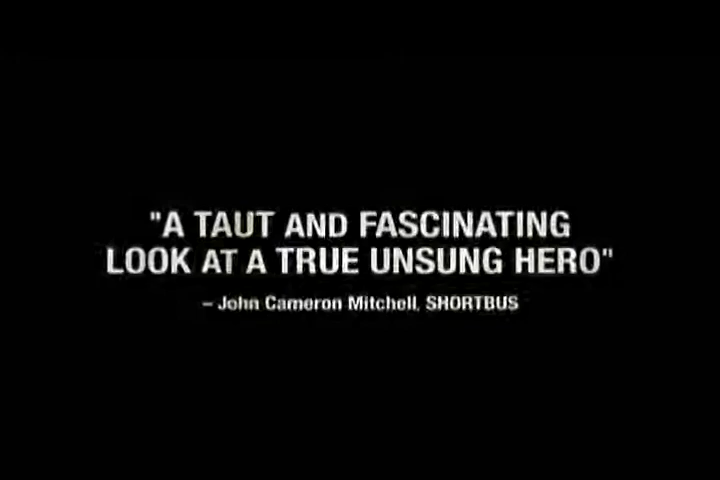 "A TAUT AND FASCINATING
LOOK AT A TRUE UNSUNG HERO"
– John Cameron Mitchell, SHORTBUS